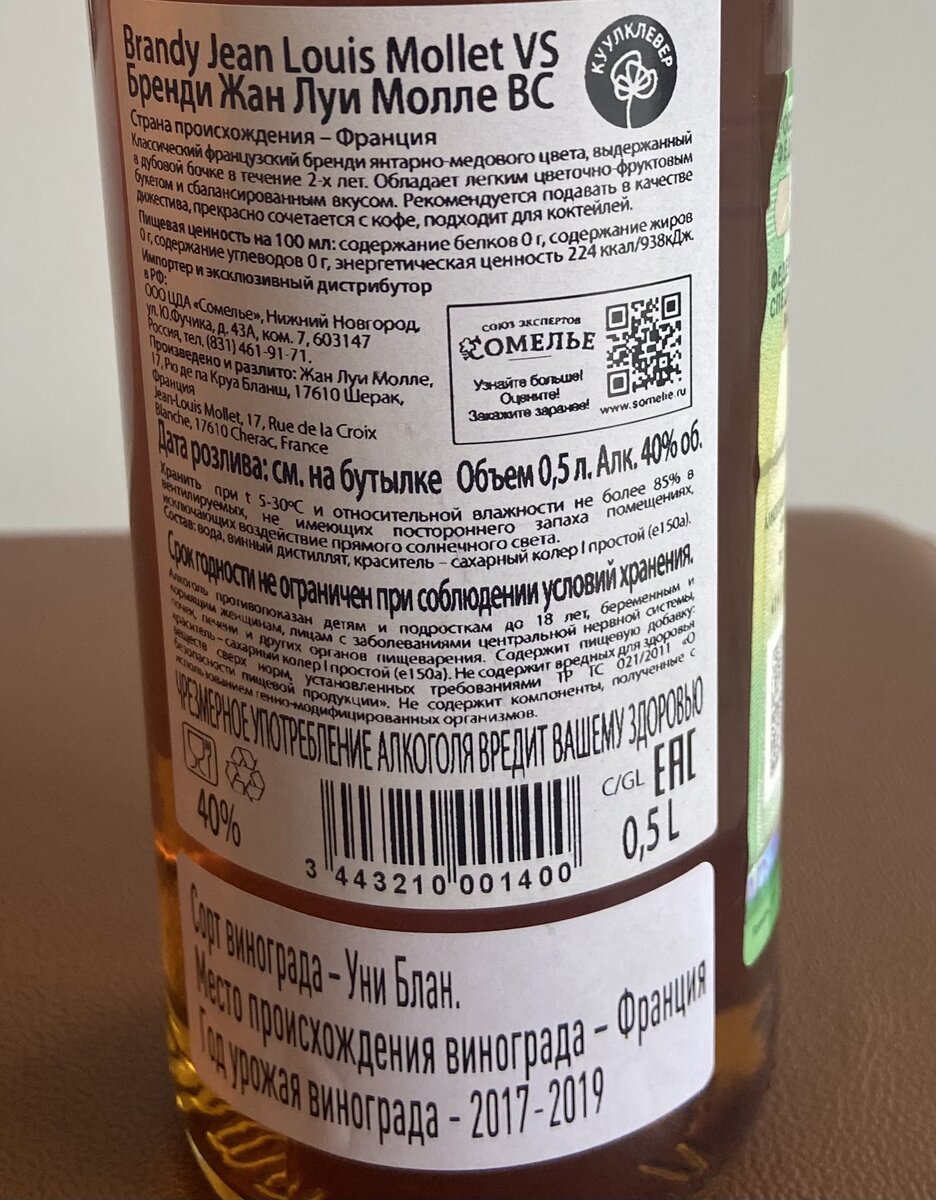 Brandy Jean Louis Mollet VS
Бренди Жан Луи Молле ВС
КУУЛКЛЕВЕР
Страна происхождения – Франция
Классический французский бренди янтарно-медового цвета, выдержанный
в дубовой бочке в течение 2-х лет. Обладает легким цветочно-фруктовым
букетом и сбалансированным вкусом. Рекомендуется подавать в качестве
дижестива, прекрасно сочетается с кофе, подходит для коктейлей.
Пищевая ценность на 100 мл: содержание белков 0 г, содержание жиров
0 г, содержание углеводов 0 г, энергетическая ценность 224 ккал/938кДж.
Импортер и эксклюзивный дистрибутор
в РФ:
ООО ЦДА «Сомелье», Нижний Новгород,
ул. Ю.Фучика, д. 43А, ком. 7, 603147
Россия, тел. (831) 461-91-71.
Произведено и разлито: Жан Луи Молле,
17, Рю де ла Круа Бланш, 17610 Шерак,
Франция
Jean-Louis Mollet, 17, Rue de la Croix
Blanche, 17610 Cherac, France
СОЮЗ ЭКСПЕРТОВ
СОМЕЛЬЕ
Узнайте больше!
Оцените!
Закажите заранее!
www.somelie.ru
Дата розлива: см. на бутылке Объем 0,5 л. Алк. 40% об.
Хранить при t 5-30ºC и относительной влажности не более 85% в
вентилируемых, не имеющих постороннего запаха помещениях,
исключающих воздействие прямого солнечного света.
Состав: вода, винный дистиллят, краситель – сахарный колер I простой (е150а).
Срок годности не ограничен при соблюдении условий хранения.
Алкоголь противопоказан детям и подросткам до 18 лет, беременным и
кормящим женщинам, лицам с заболеваниями центральной нервной системы,
почек, печени и других органов пищеварения. Содержит пищевую добавку:
краситель – сахарный колер I простой (е150а). Не содержит вредных для здоровья
веществ сверх норм, установленных требованиями ТР ТС 021/2011 «О
безопасности пищевой продукции». Не содержит компоненты, полученные с
использованием генно-модифицированных организмов.
ЧРЕЗМЕРНОЕ УПОТРЕБЛЕНИЕ АЛКОГОЛЯ ВРЕДИТ ВАШЕМУ ЗДОРОВЬЮ
C/GL EAC
40%
0,5 L
3 443210 001400
Сорт винограда – Уни Блан.
Место происхождения винограда – Франция
Год урожая винограда - 2017-2019